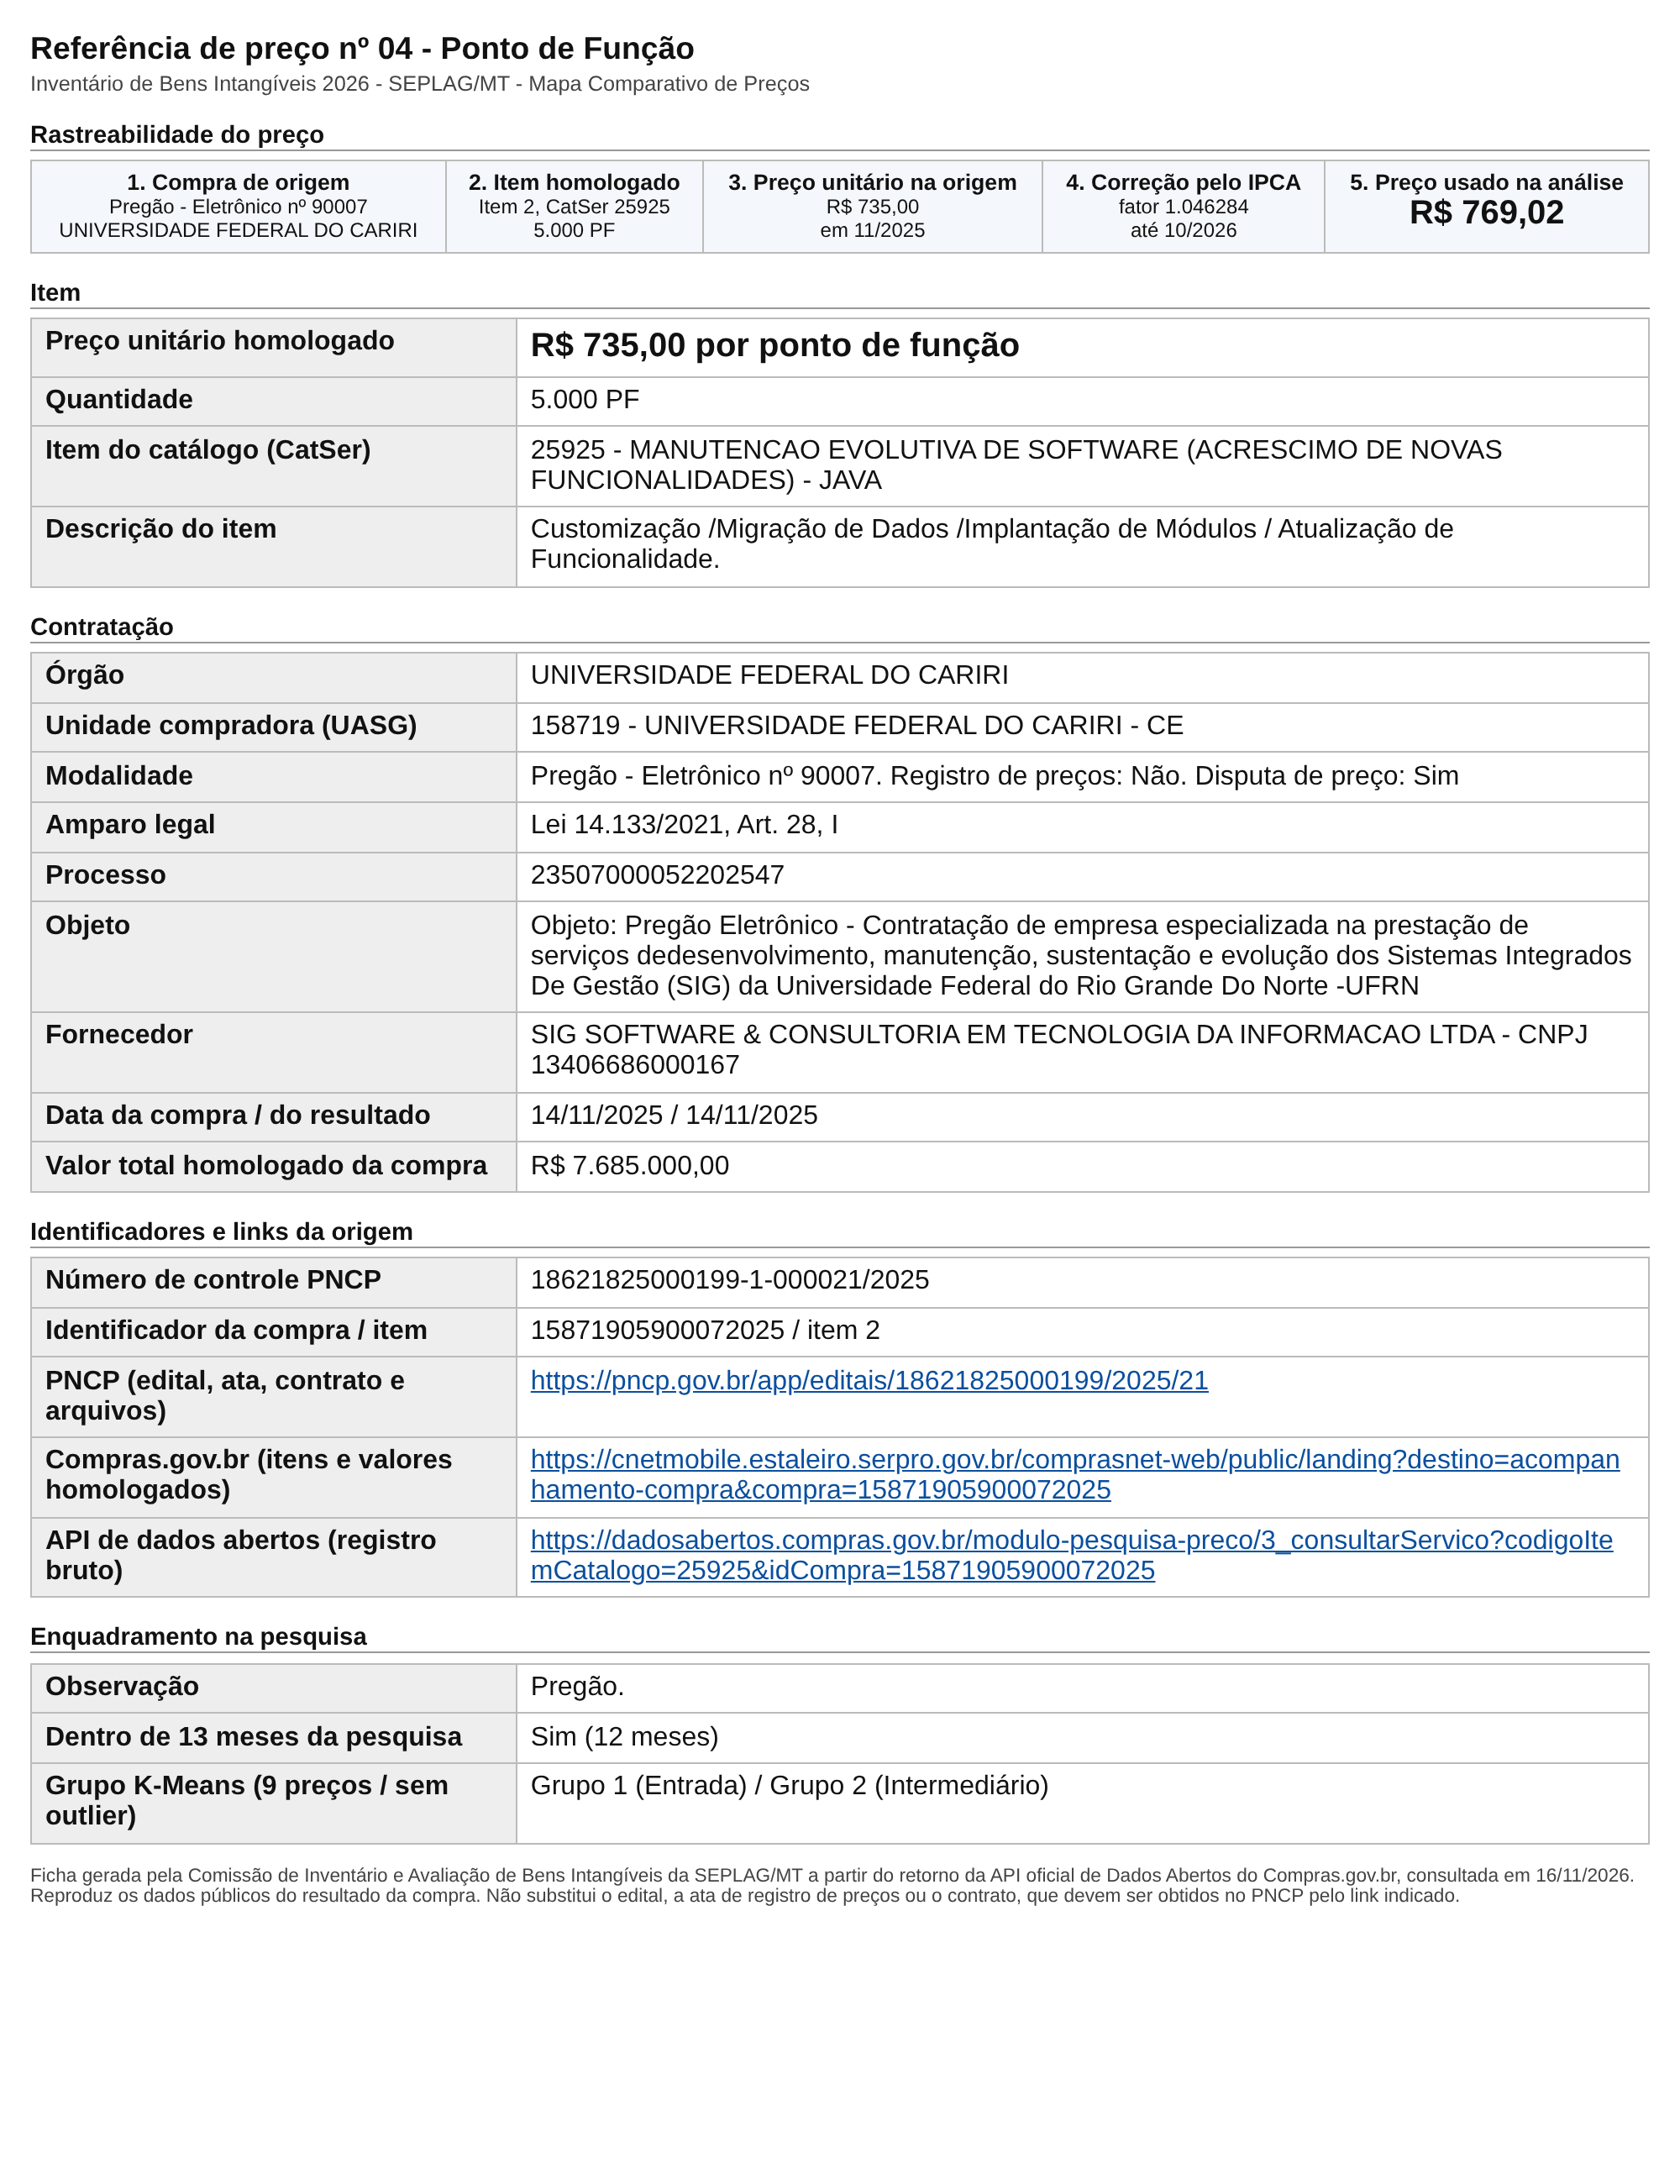 Referência de preço nº 04 - Ponto de Função
Inventário de Bens Intangíveis 2026 - SEPLAG/MT - Mapa Comparativo de Preços
Rastreabilidade do preço
1. Compra de origem
Pregão - Eletrônico nº 90007
UNIVERSIDADE FEDERAL DO CARIRI
2. Item homologado
Item 2, CatSer 25925
5.000 PF
3. Preço unitário na origem
R$ 735,00
em 11/2025
4. Correção pelo IPCA
fator 1.046284
até 10/2026
5. Preço usado na análise
R$ 769,02
Item
Preço unitário homologado
R$ 735,00 por ponto de função
Quantidade
5.000 PF
Item do catálogo (CatSer)
25925 - MANUTENCAO EVOLUTIVA DE SOFTWARE (ACRESCIMO DE NOVAS
FUNCIONALIDADES) - JAVA
Descrição do item
Customização /Migração de Dados /Implantação de Módulos / Atualização de
Funcionalidade.
Contratação
Órgão
UNIVERSIDADE FEDERAL DO CARIRI
Unidade compradora (UASG)
158719 - UNIVERSIDADE FEDERAL DO CARIRI - CE
Modalidade
Pregão - Eletrônico nº 90007. Registro de preços: Não. Disputa de preço: Sim
Amparo legal
Lei 14.133/2021, Art. 28, I
Processo
23507000052202547
Objeto
Objeto: Pregão Eletrônico - Contratação de empresa especializada na prestação de
serviços dedesenvolvimento, manutenção, sustentação e evolução dos Sistemas Integrados
De Gestão (SIG) da Universidade Federal do Rio Grande Do Norte -UFRN
Fornecedor
SIG SOFTWARE & CONSULTORIA EM TECNOLOGIA DA INFORMACAO LTDA - CNPJ
13406686000167
Data da compra / do resultado
14/11/2025 / 14/11/2025
Valor total homologado da compra
R$ 7.685.000,00
Identificadores e links da origem
Número de controle PNCP
18621825000199-1-000021/2025
Identificador da compra / item
15871905900072025 / item 2
PNCP (edital, ata, contrato e
arquivos)
https://pncp.gov.br/app/editais/18621825000199/2025/21
Compras.gov.br (itens e valores
homologados)
https://cnetmobile.estaleiro.serpro.gov.br/comprasnet-web/public/landing?destino=acompan
hamento-compra&compra=15871905900072025
API de dados abertos (registro
bruto)
https://dadosabertos.compras.gov.br/modulo-pesquisa-preco/3_consultarServico?codigoIte
mCatalogo=25925&idCompra=15871905900072025
Enquadramento na pesquisa
Observação
Pregão.
Dentro de 13 meses da pesquisa
Sim (12 meses)
Grupo K-Means (9 preços / sem
outlier)
Grupo 1 (Entrada) / Grupo 2 (Intermediário)
Ficha gerada pela Comissão de Inventário e Avaliação de Bens Intangíveis da SEPLAG/MT a partir do retorno da API oficial de Dados Abertos do Compras.gov.br, consultada em 16/11/2026.
Reproduz os dados públicos do resultado da compra. Não substitui o edital, a ata de registro de preços ou o contrato, que devem ser obtidos no PNCP pelo link indicado.